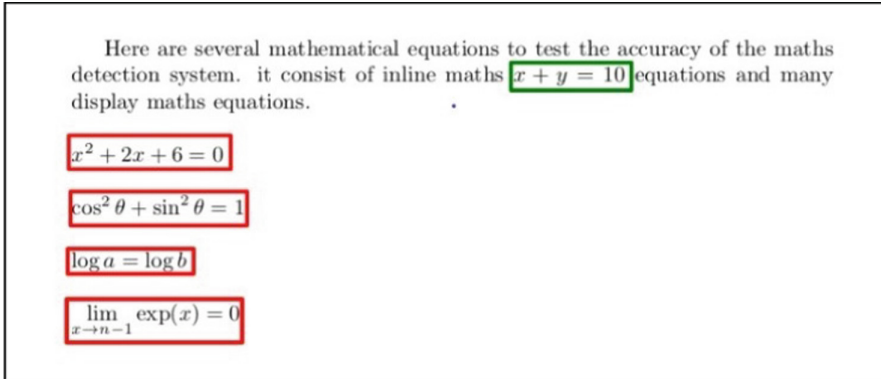 Here are several mathematical equations to test the accuracy of the maths
detection system. it consist of inline maths x + y = 10 equations and many
display maths equations.
x² + 2x + 6 = 0
cos² θ + sin² θ = 1
log a = log b
lim x→n−1 exp(x) = 0